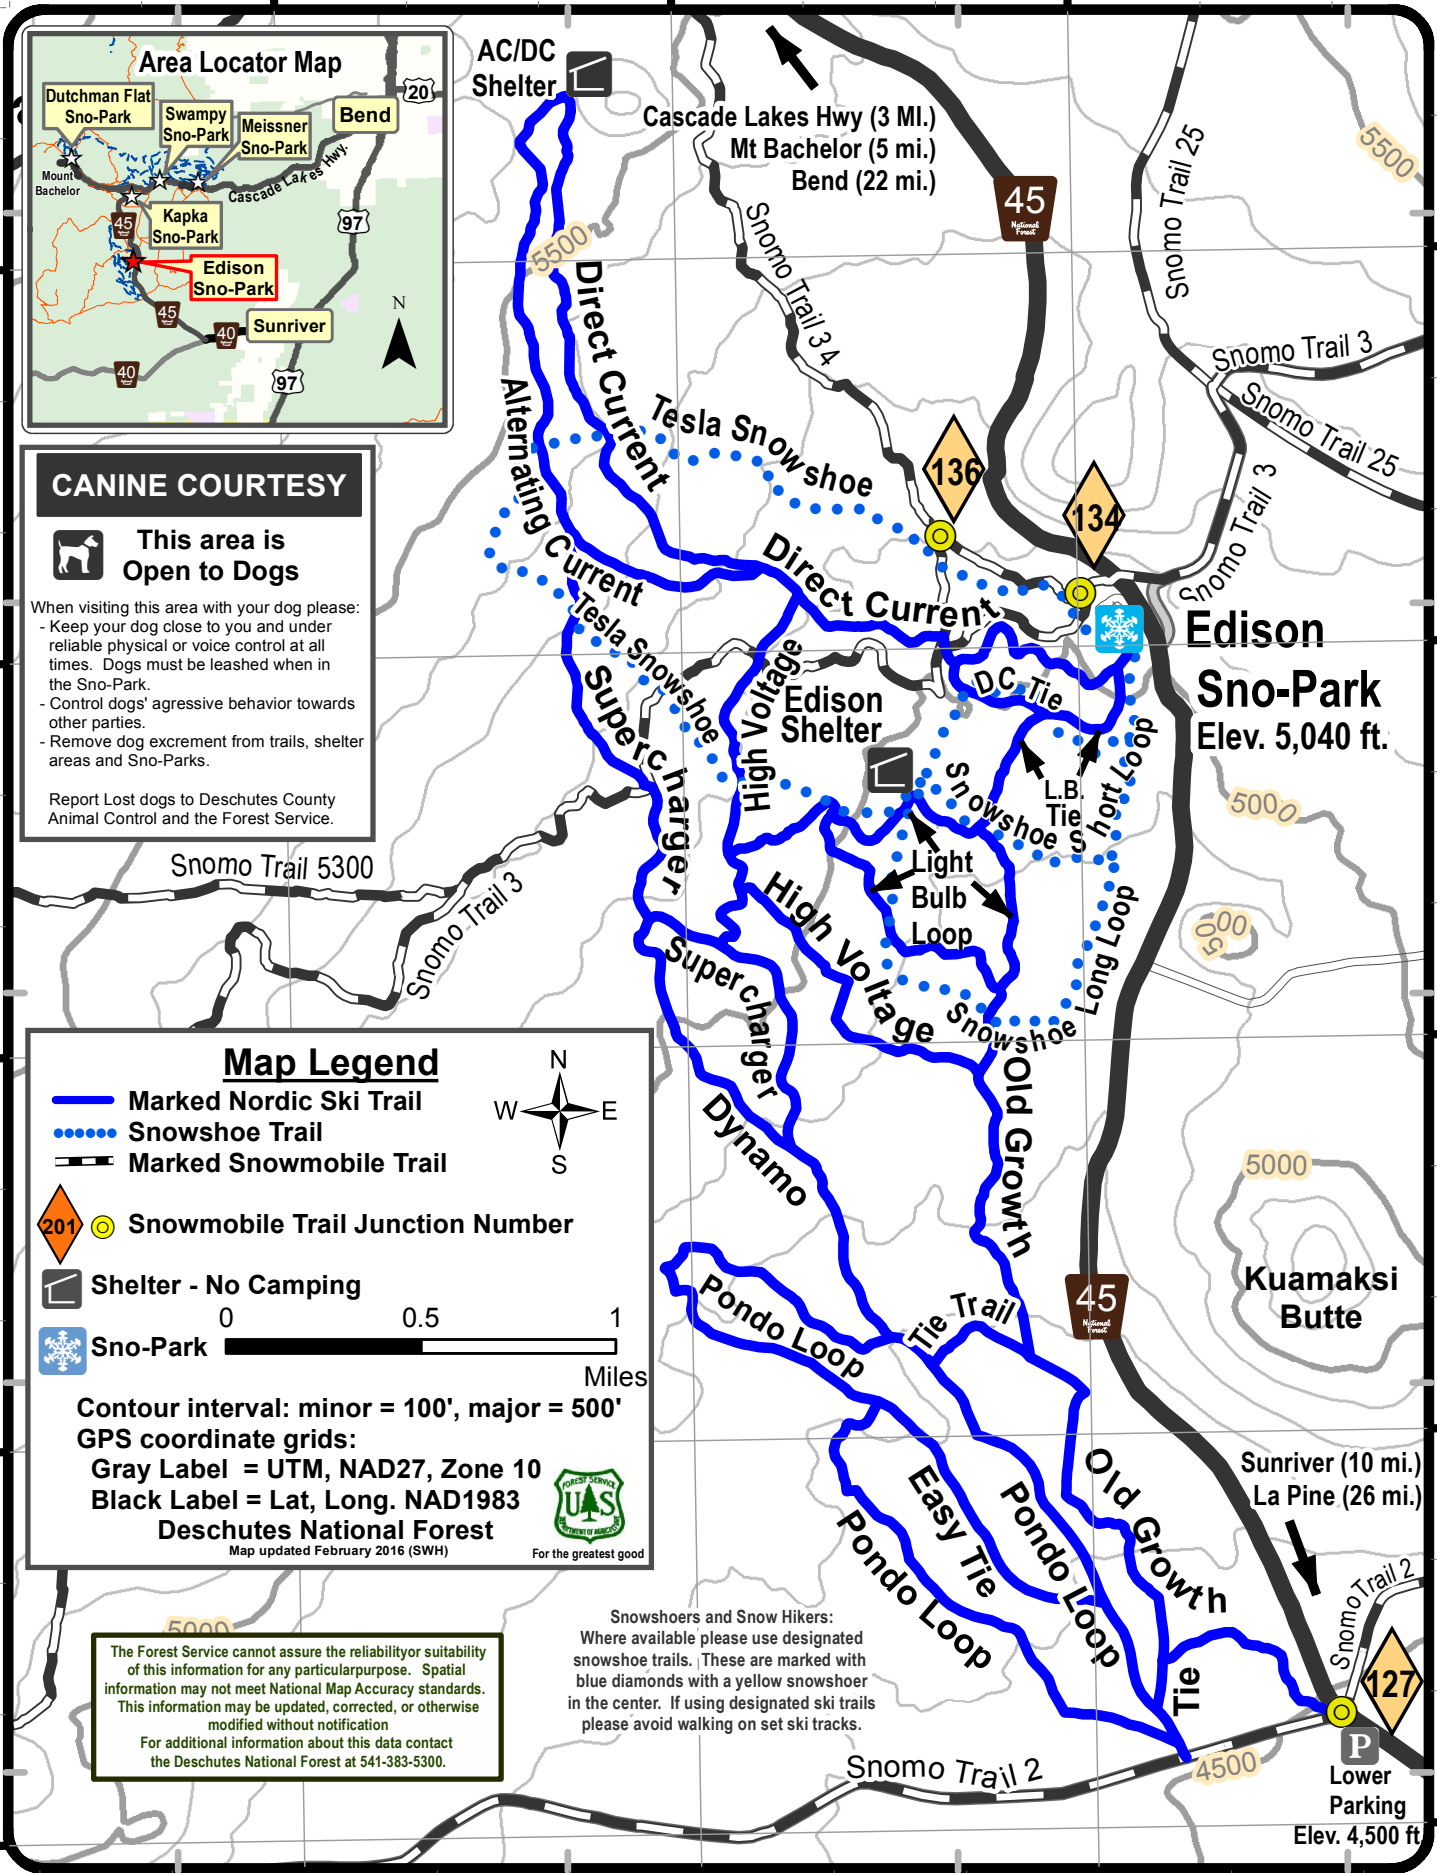 Area Locator Map
Dutchman Flat
Sno-Park
Swampy
Sno-Park
Meissner
Sno-Park
Bend
20
Mount
Bachelor
Cascade Lakes Hwy.
Kapka
Sno-Park
45
97
Edison
Sno-Park
45
40
Sunriver
N
40
97
AC/DC
Shelter
Cascade Lakes Hwy (3 MI.)
Mt Bachelor (5 mi.)
Bend (22 mi.)
45
National
Forest
5500
Snomo Trail 25
Snomo Trail 34
5500
Direct Current
Snomo Trail 3
Snomo Trail 25
Snomo Trail 3
Alternating Current
Tesla Snowshoe
136
134
CANINE COURTESY
This area is
Open to Dogs
When visiting this area with your dog please:
- Keep your dog close to you and under
reliable physical or voice control at all
times. Dogs must be leashed when in
the Sno-Park.
- Control dogs' agressive behavior towards
other parties.
- Remove dog excrement from trails, shelter
areas and Sno-Parks.
Report Lost dogs to Deschutes County
Animal Control and the Forest Service.
Direct Current
Snomo Trail 3
Edison
Sno-Park
Elev. 5,040 ft.
Tesla Snowshoe
Supercharger
High Voltage
Edison
Shelter
DC Tie
L.B.
Tie
Snowshoe Short Loop
5000
Light
Bulb
Loop
Snomo Trail 5300
Snomo Trail 3
High Voltage
Supercharger
Snowshoe Long Loop
500
00
Old Growth
Dynamo
Map Legend
Marked Nordic Ski Trail
Snowshoe Trail
Marked Snowmobile Trail
N
W
E
S
201
Snowmobile Trail Junction Number
Shelter - No Camping
Sno-Park
0 0.5 1
Miles
Contour interval: minor = 100', major = 500'
GPS coordinate grids:
Gray Label = UTM, NAD27, Zone 10
Black Label = Lat, Long. NAD1983
Deschutes National Forest
Map updated February 2016 (SWH)
FOREST SERVICE
U S
DEPARTMENT OF AGRICULTURE
For the greatest good
5000
Kuamaksi
Butte
45
National
Forest
Pondo Loop
Tie Trail
Old Growth
Easy Tie
Pondo Loop
Pondo Loop
Tie
Sunriver (10 mi.)
La Pine (26 mi.)
Snomo Trail 2
127
P
Lower
Parking
Elev. 4,500 ft.
4500
Snomo Trail 2
Snowshoers and Snow Hikers:
Where available please use designated
snowshoe trails. These are marked with
blue diamonds with a yellow snowshoer
in the center. If using designated ski trails
please avoid walking on set ski tracks.
5000
The Forest Service cannot assure the reliabilityor suitability
of this information for any particularpurpose. Spatial
information may not meet National Map Accuracy standards.
This information may be updated, corrected, or otherwise
modified without notification
For additional information about this data contact
the Deschutes National Forest at 541-383-5300.